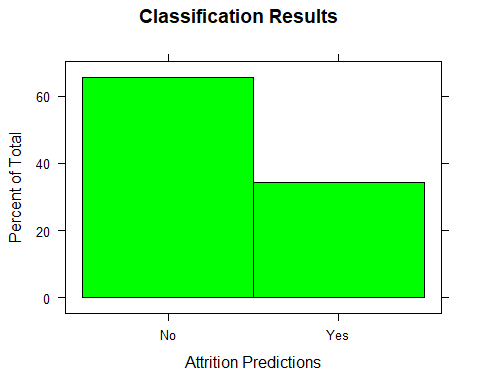 Classification Results
Percent of Total
60
40
20
0
No Yes
Attrition Predictions